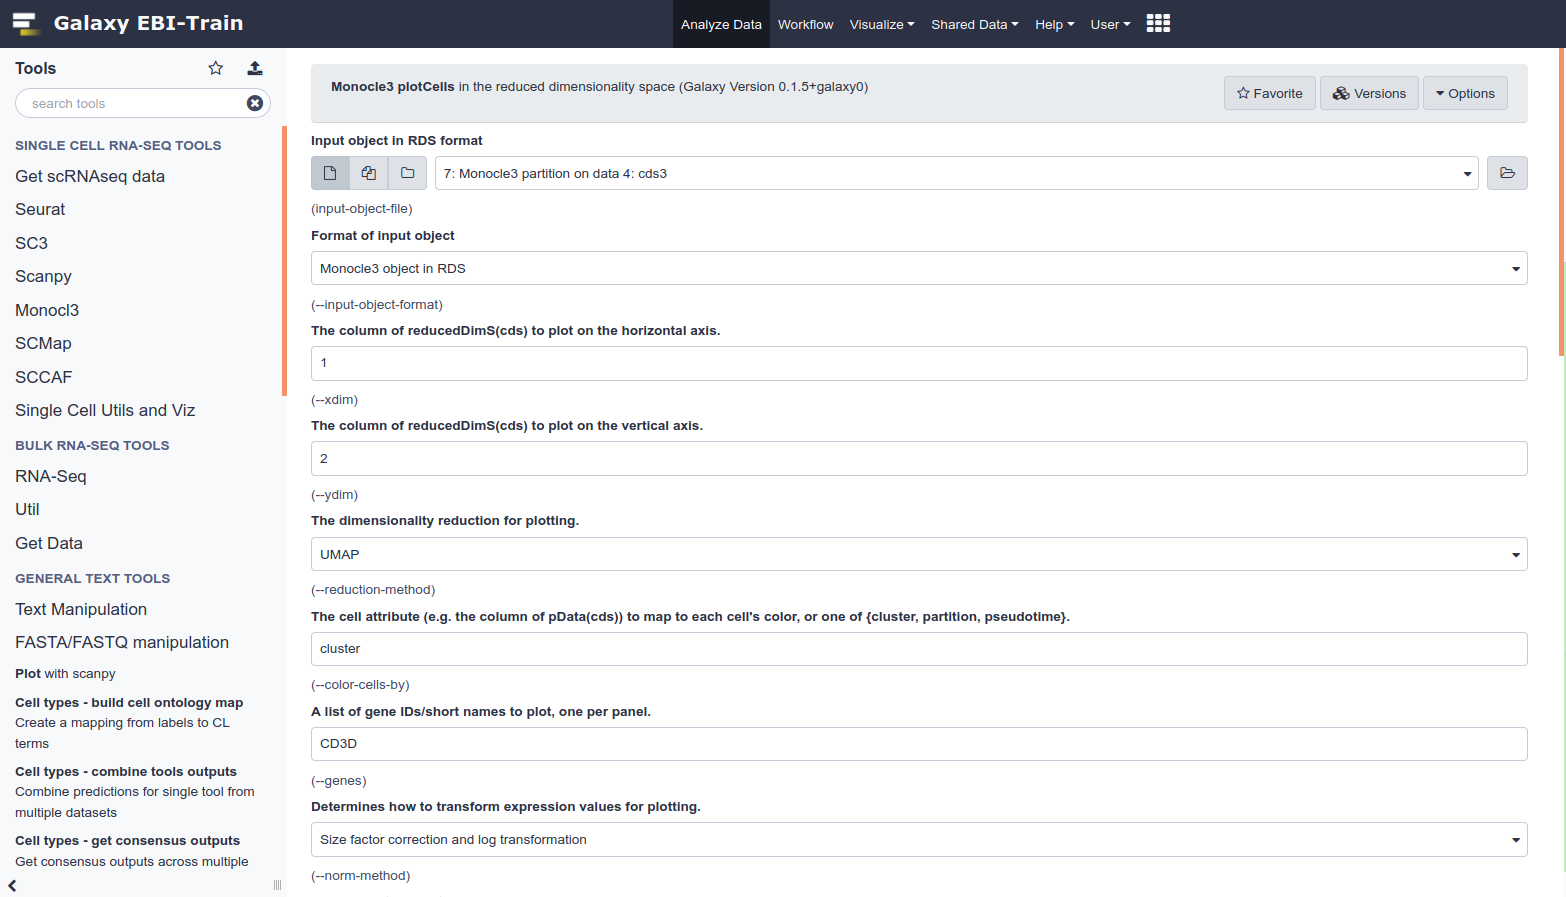 Galaxy EBI-Train
Analyze Data
Workflow
Visualize
Shared Data
Help
User
Tools
search tools
SINGLE CELL RNA-SEQ TOOLS
Get scRNAseq data
Seurat
SC3
Scanpy
Monocl3
SCMap
SCCAF
Single Cell Utils and Viz
BULK RNA-SEQ TOOLS
RNA-Seq
Util
Get Data
GENERAL TEXT TOOLS
Text Manipulation
FASTA/FASTQ manipulation
Plot with scanpy
Cell types - build cell ontology map
Create a mapping from labels to CL
terms
Cell types - combine tools outputs
Combine predictions for single tool from
multiple datasets
Cell types - get consensus outputs
Get consensus outputs across multiple
Monocle3 plotCells in the reduced dimensionality space (Galaxy Version 0.1.5+galaxy0)
Favorite
Versions
Options
Input object in RDS format
7: Monocle3 partition on data 4: cds3
(input-object-file)
Format of input object
Monocle3 object in RDS
(--input-object-format)
The column of reducedDimS(cds) to plot on the horizontal axis.
1
(--xdim)
The column of reducedDimS(cds) to plot on the vertical axis.
2
(--ydim)
The dimensionality reduction for plotting.
UMAP
(--reduction-method)
The cell attribute (e.g. the column of pData(cds)) to map to each cell's color, or one of {cluster, partition, pseudotime}.
cluster
(--color-cells-by)
A list of gene IDs/short names to plot, one per panel.
CD3D
(--genes)
Determines how to transform expression values for plotting.
Size factor correction and log transformation
(--norm-method)